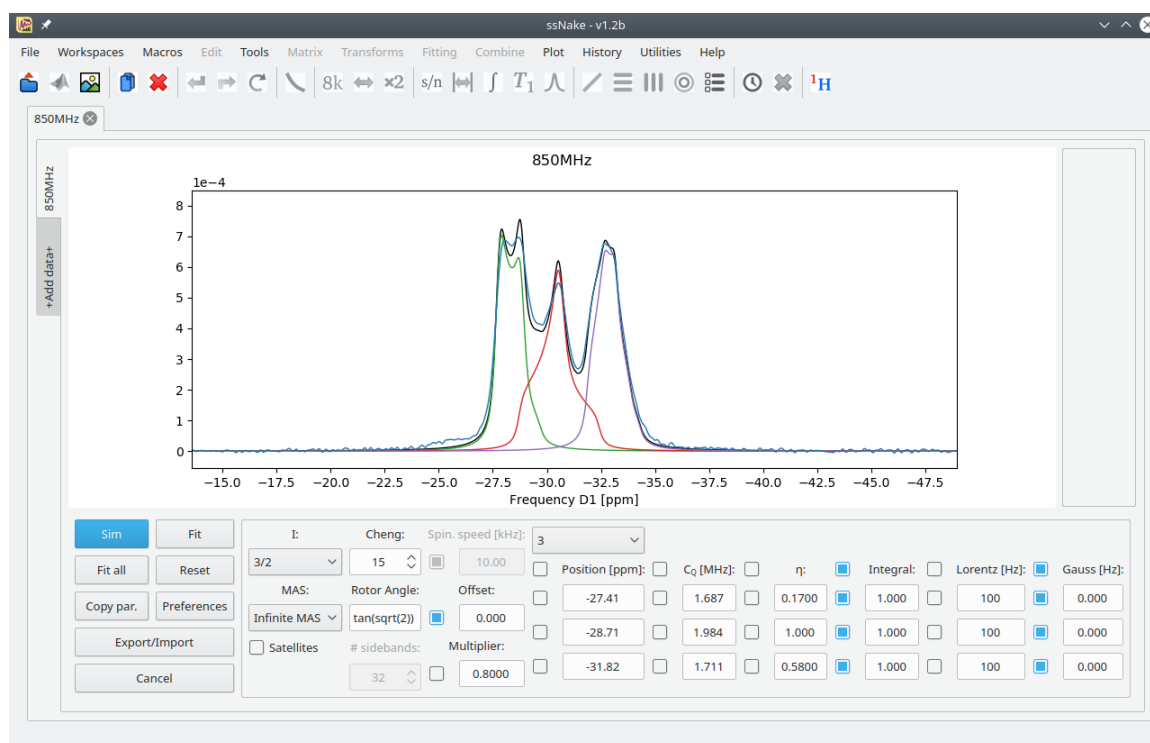 ssNake - v1.2b
File Workspaces Macros Edit Tools Matrix Transforms Fitting Combine Plot History Utilities Help
8k ×2 s/n ∫ T1 1H
850MHz
850MHz
+Add data+
850MHz
1e−4
8
7
6
5
4
3
2
1
0
−15.0 −17.5 −20.0 −22.5 −25.0 −27.5 −30.0 −32.5 −35.0 −37.5 −40.0 −42.5 −45.0 −47.5
Frequency D1 [ppm]
Sim Fit
Fit all Reset
Copy par. Preferences
Export/Import
Cancel
I: Cheng: Spin. speed [kHz]:
3/2 15 10.00
MAS: Rotor Angle: Offset:
Infinite MAS tan(sqrt(2)) 0.000
Satellites # sidebands: Multiplier:
32 0.8000
3
Position [ppm]: CQ [MHz]: η: Integral: Lorentz [Hz]: Gauss [Hz]:
-27.41 1.687 0.1700 1.000 100 0.000
-28.71 1.984 1.000 1.000 100 0.000
-31.82 1.711 0.5800 1.000 100 0.000